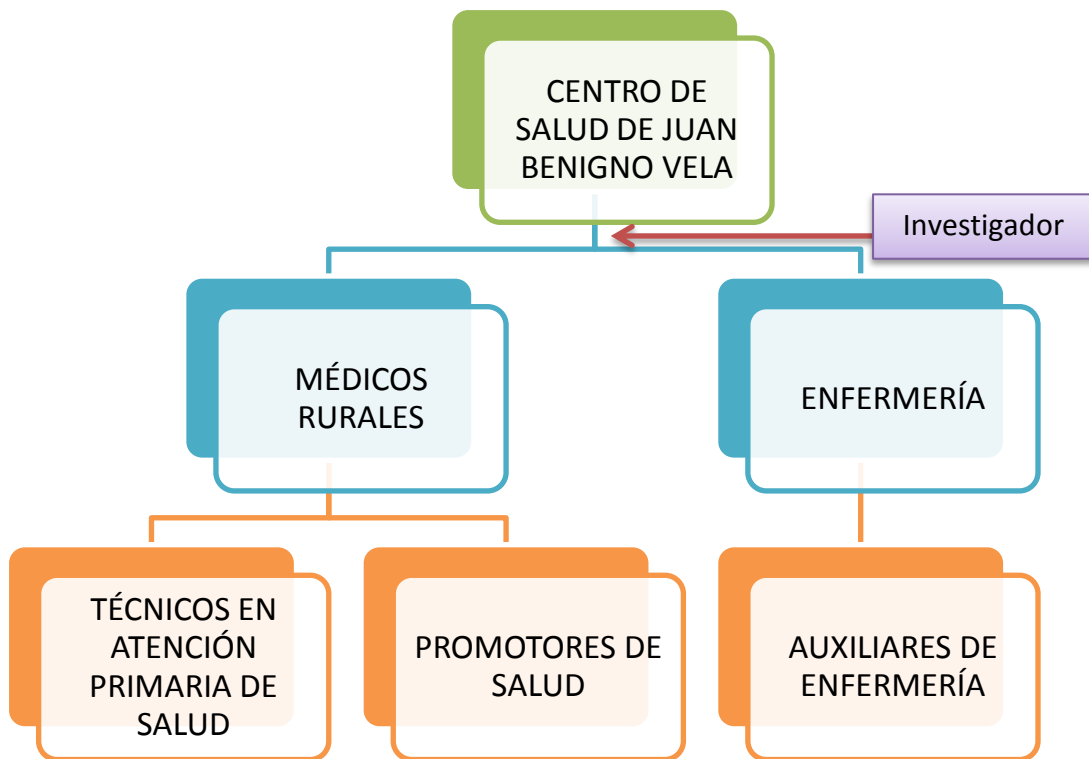 CENTRO DE
SALUD DE JUAN
BENIGNO VELA
Investigador
MÉDICOS
RURALES
ENFERMERÍA
TÉCNICOS EN
ATENCIÓN
PRIMARIA DE
SALUD
PROMOTORES DE
SALUD
AUXILIARES DE
ENFERMERÍA